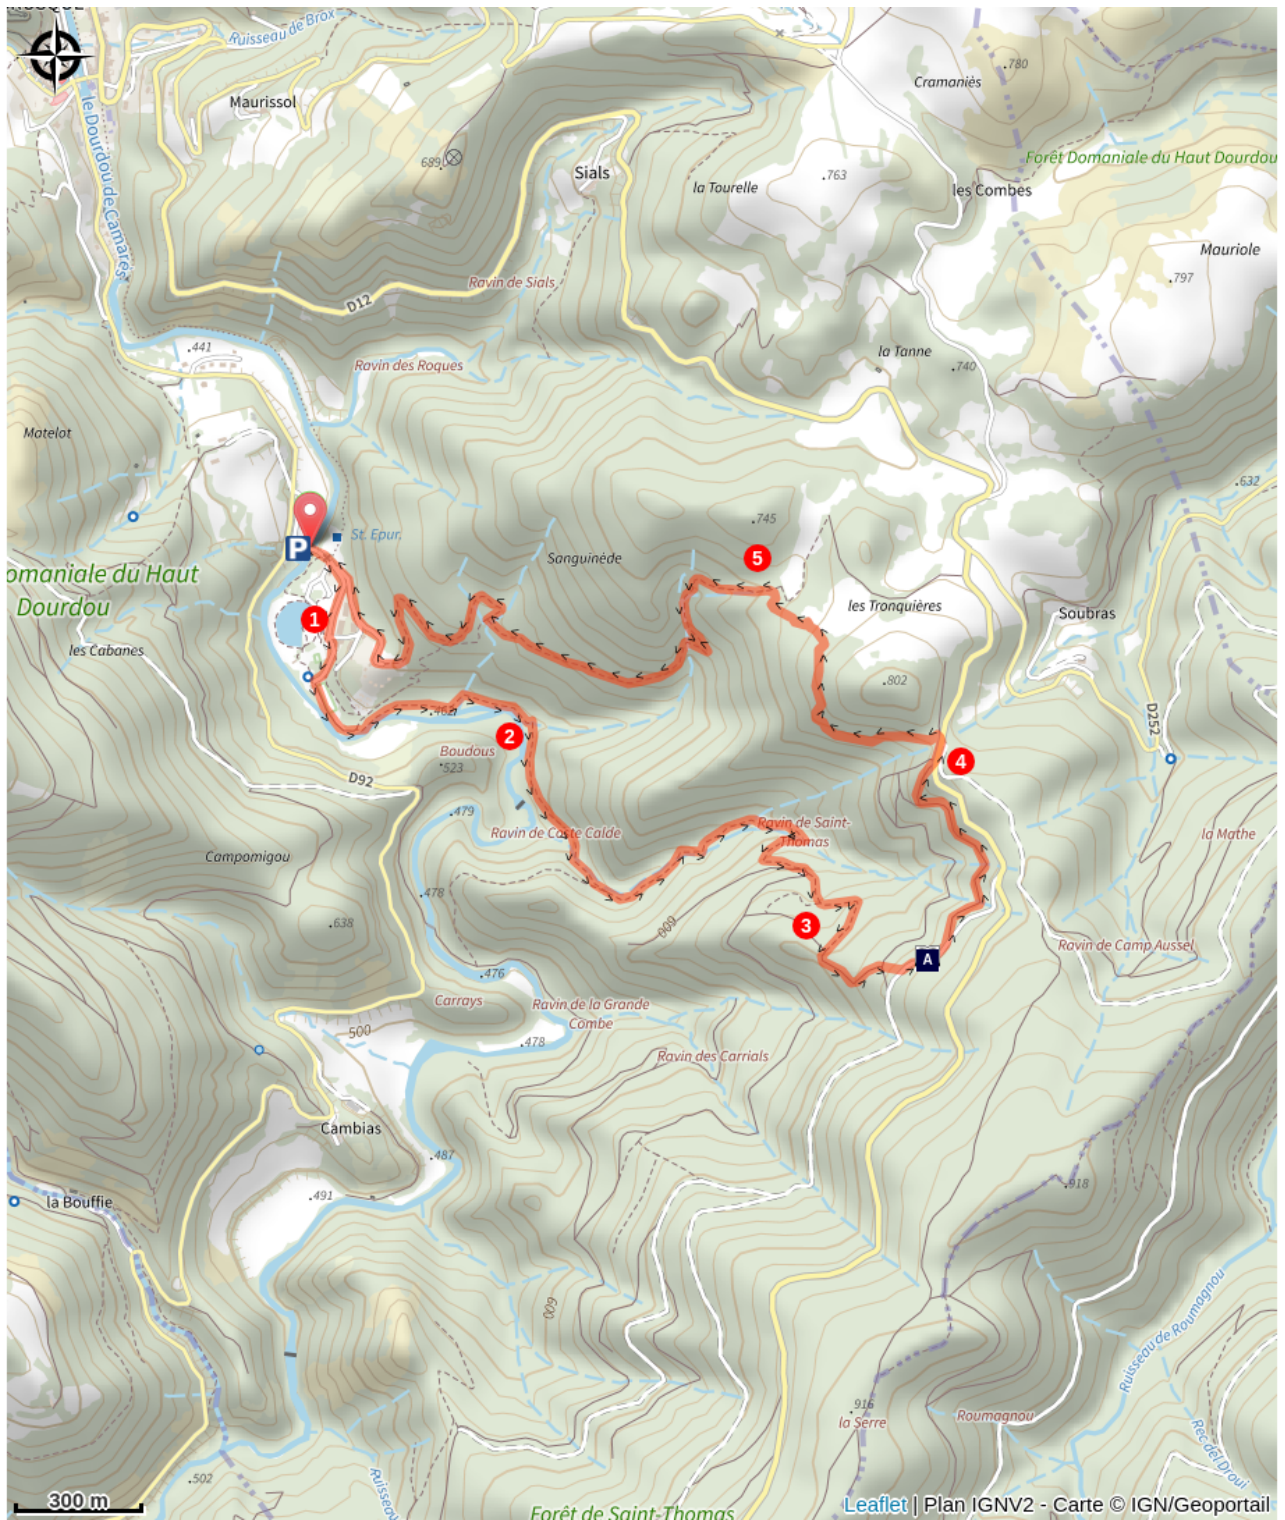 Ruisseau de Brox
Maurissol
le Dourdou de Camarès
689
Sials
780
Cramaniès
Forêt Domaniale du Haut Dourdou
la Tourelle
763
les Combes
Mauriole
797
Ravin de Sials
D12
441
Ravin des Roques
la Tanne
740
Matelot
632
745
P
St. Epur.
Sanguinède
5
omaniale du Haut
Dourdou
les Tronquières
Soubras
1
les Cabanes
802
462
D252
2
Boudous
523
4
D92
479
Ravin de Coste Calde
Ravin de Saint-
Thomas
la Mathe
Campomigou
478
638
3
600
Ravin de Camp Aussel
A
476
Carrays
Ravin de la Grande
Combe
500
478
Ravin des Carrials
Cambias
487
491
la Bouffie
918
600
Ruisseau de Roumagnou
916
la Serre
Roumagnou
Rec del Droui
502
Ruisseau
300 m
Forêt de Saint-Thomas
Leaflet | Plan IGNV2 - Carte © IGN/Geoportail